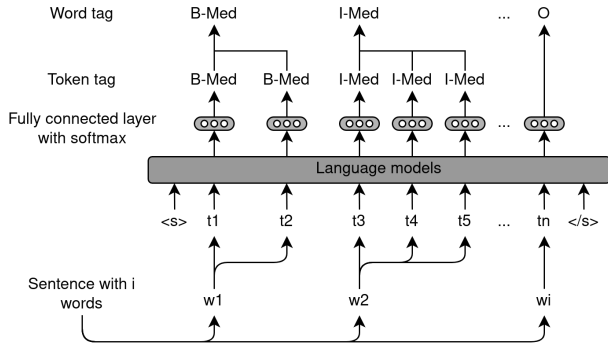 Word tag B-Med I-Med ... O
Token tag B-Med B-Med I-Med I-Med I-Med
Fully connected layer
with softmax
...
Language models
<s> t1 t2 t3 t4 t5 ... tn </s>
Sentence with i
words
w1 w2 wi